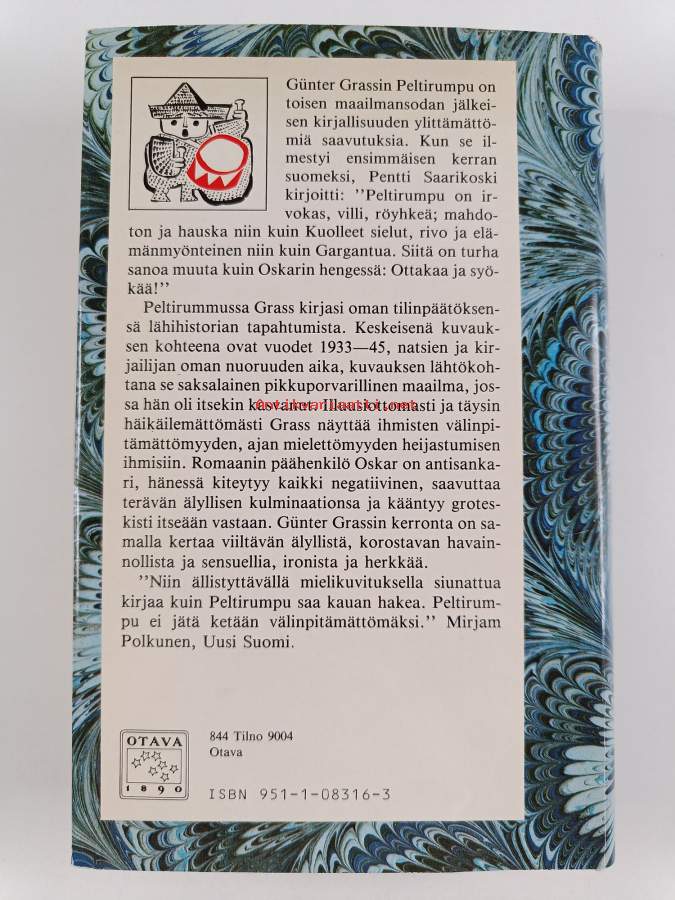 Günter Grassin Peltirumpu on
toisen maailmansodan jälkei-
sen kirjallisuuden ylittämättö-
miä saavutuksia. Kun se il-
mestyi ensimmäisen kerran
suomeksi, Pentti Saarikoski
kirjoitti: ''Peltirumpu on ir-
vokas, villi, röyhkeä; mahdo-
ton ja hauska niin kuin Kuolleet sielut, rivo ja elä-
mänmyönteinen niin kuin Gargantua. Siitä on turha
sanoa muuta kuin Oskarin hengessä: Ottakaa ja syö-
kää!''
Peltirummussa Grass kirjasi oman tilinpäätöksen-
sä lähihistorian tapahtumista. Keskeisenä kuvauk-
sen kohteena ovat vuodet 1933—45, natsien ja kir-
jailijan oman nuoruuden aika, kuvauksen lähtökoh-
tana se saksalainen pikkuporvarillinen maailma, jos-
sa hän oli itsekin kasvanut. Illuusiottomasti ja täysin
häikäilemättömästi Grass näyttää ihmisten välinpi-
tämättömyyden, ajan mielettömyyden heijastumisen
ihmisiin. Romaanin päähenkilö Oskar on antisanka-
ri, hänessä kiteytyy kaikki negatiivinen, saavuttaa
terävän älyllisen kulminaationsa ja kääntyy grotes-
kisti itseään vastaan. Günter Grassin kerronta on sa-
malla kertaa viiltävän älyllistä, korostavan havain-
nollista ja sensuellia, ironista ja herkkää.
''Niin ällistyttävällä mielikuvituksella siunattua
kirjaa kuin Peltirumpu saa kauan hakea. Peltirum-
pu ei jätä ketään välinpitämättömäksi.'' Mirjam
Polkunen, Uusi Suomi.
Antikvariaatti.net
OTAVA
1890
844 Tilno 9004
Otava
ISBN 951-1-08316-3